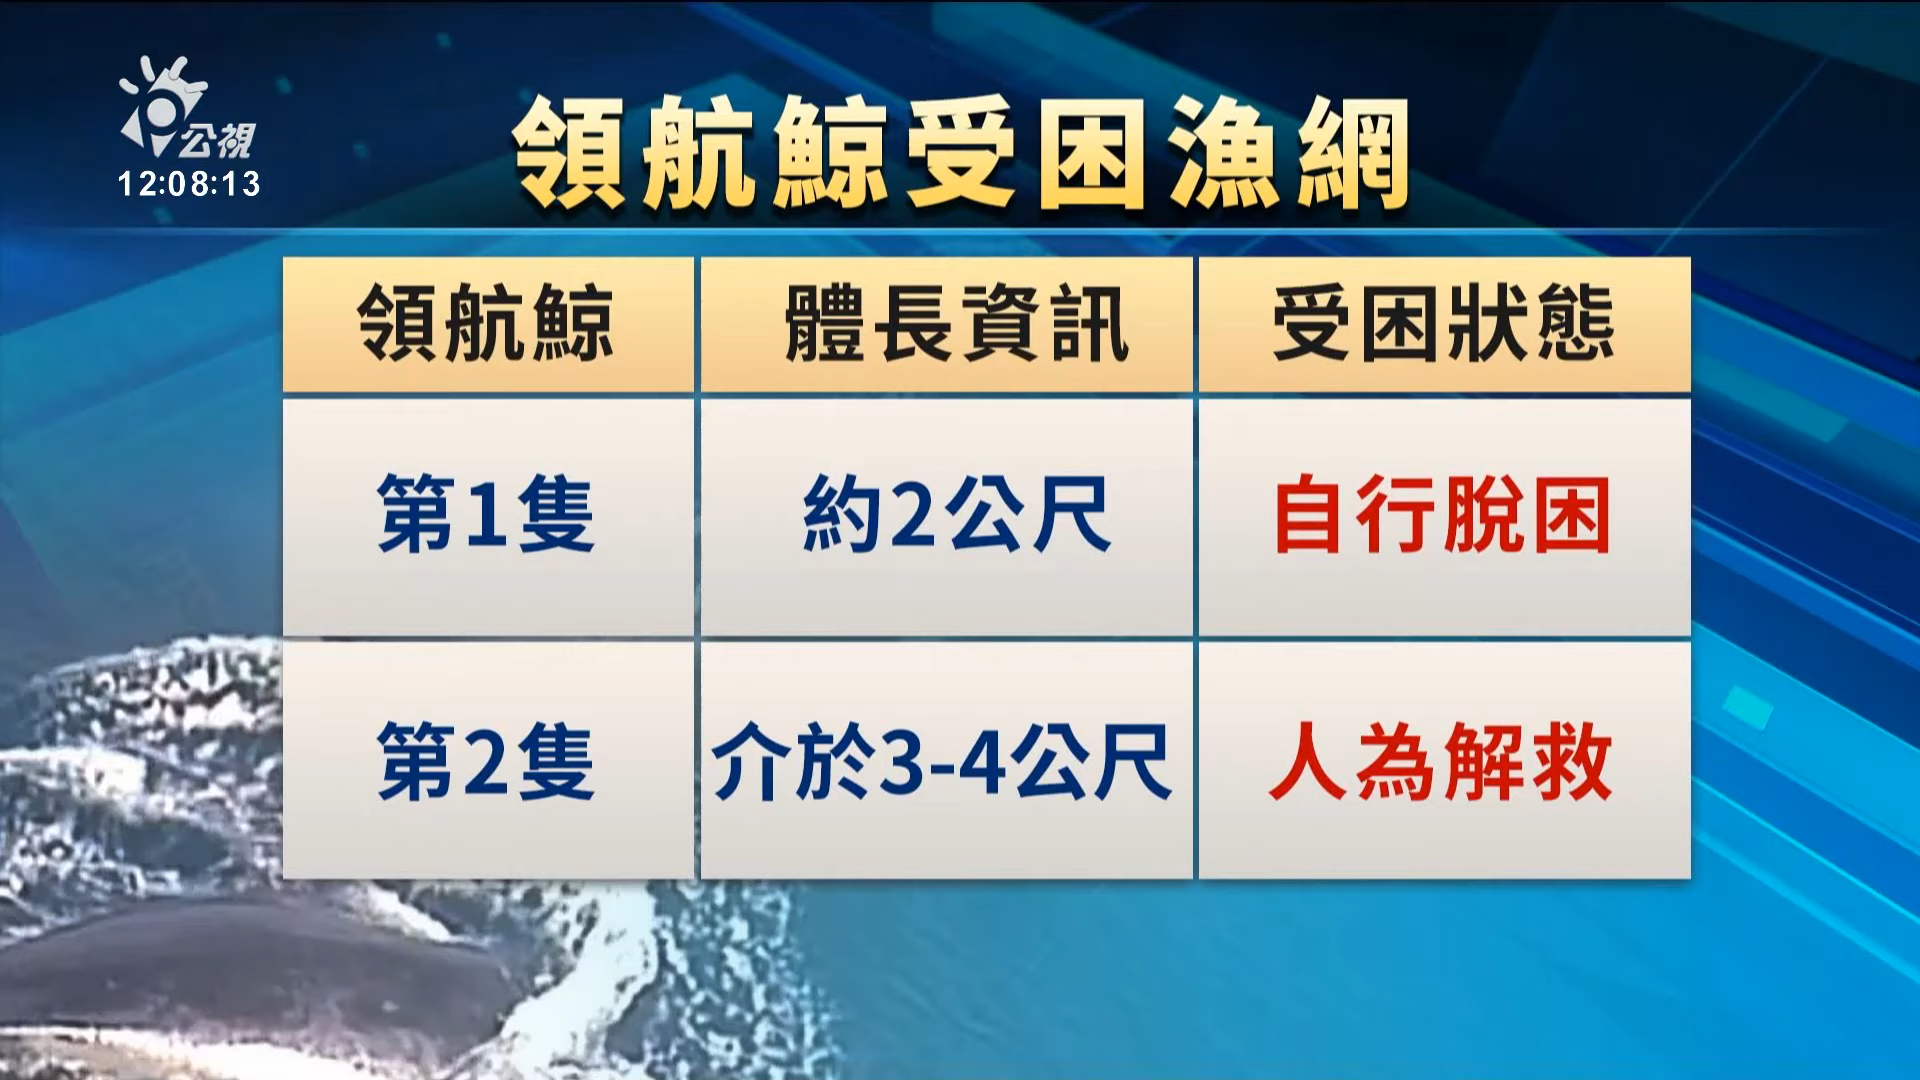 公視
12:08:13
領航鯨受困漁網
領航鯨 體長資訊 受困狀態
第1隻 約2公尺 自行脫困
第2隻 介於3-4公尺 人為解救